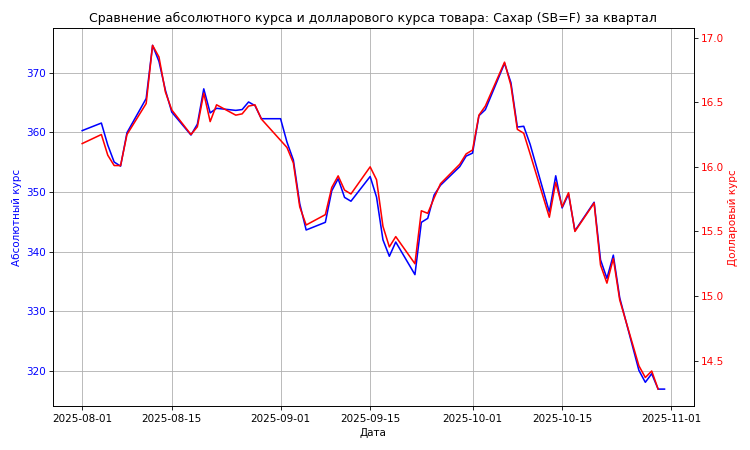 Сравнение абсолютного курса и долларового курса товара: Сахар (SB=F) за квартал
Абсолютный курс
370
360
350
340
330
320
17.0
16.5
16.0
15.5
15.0
14.5
Долларовый курс
2025-08-01 2025-08-15 2025-09-01 2025-09-15 2025-10-01 2025-10-15 2025-11-01
Дата